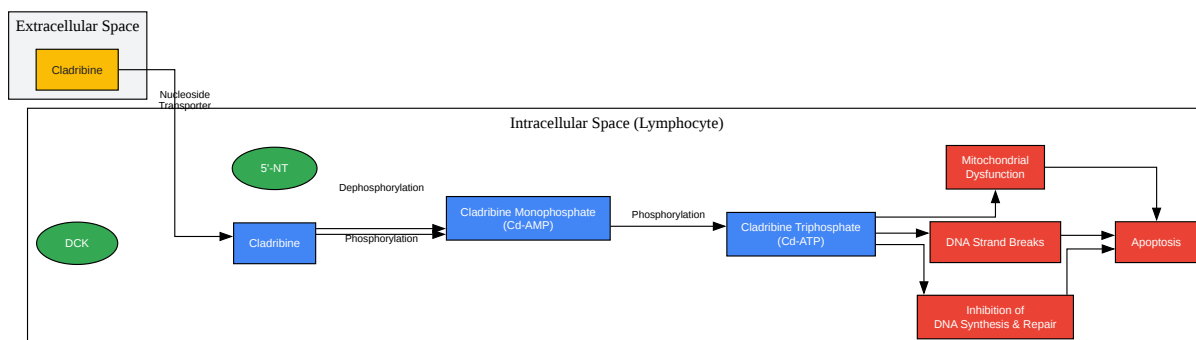 Extracellular Space
Cladribine
Nucleoside
Transporter
Intracellular Space (Lymphocyte)
5'-NT
DCK
Cladribine
Dephosphorylation
Phosphorylation
Cladribine Monophosphate
(Cd-AMP)
Phosphorylation
Cladribine Triphosphate
(Cd-ATP)
Mitochondrial
Dysfunction
DNA Strand Breaks
Inhibition of
DNA Synthesis & Repair
Apoptosis